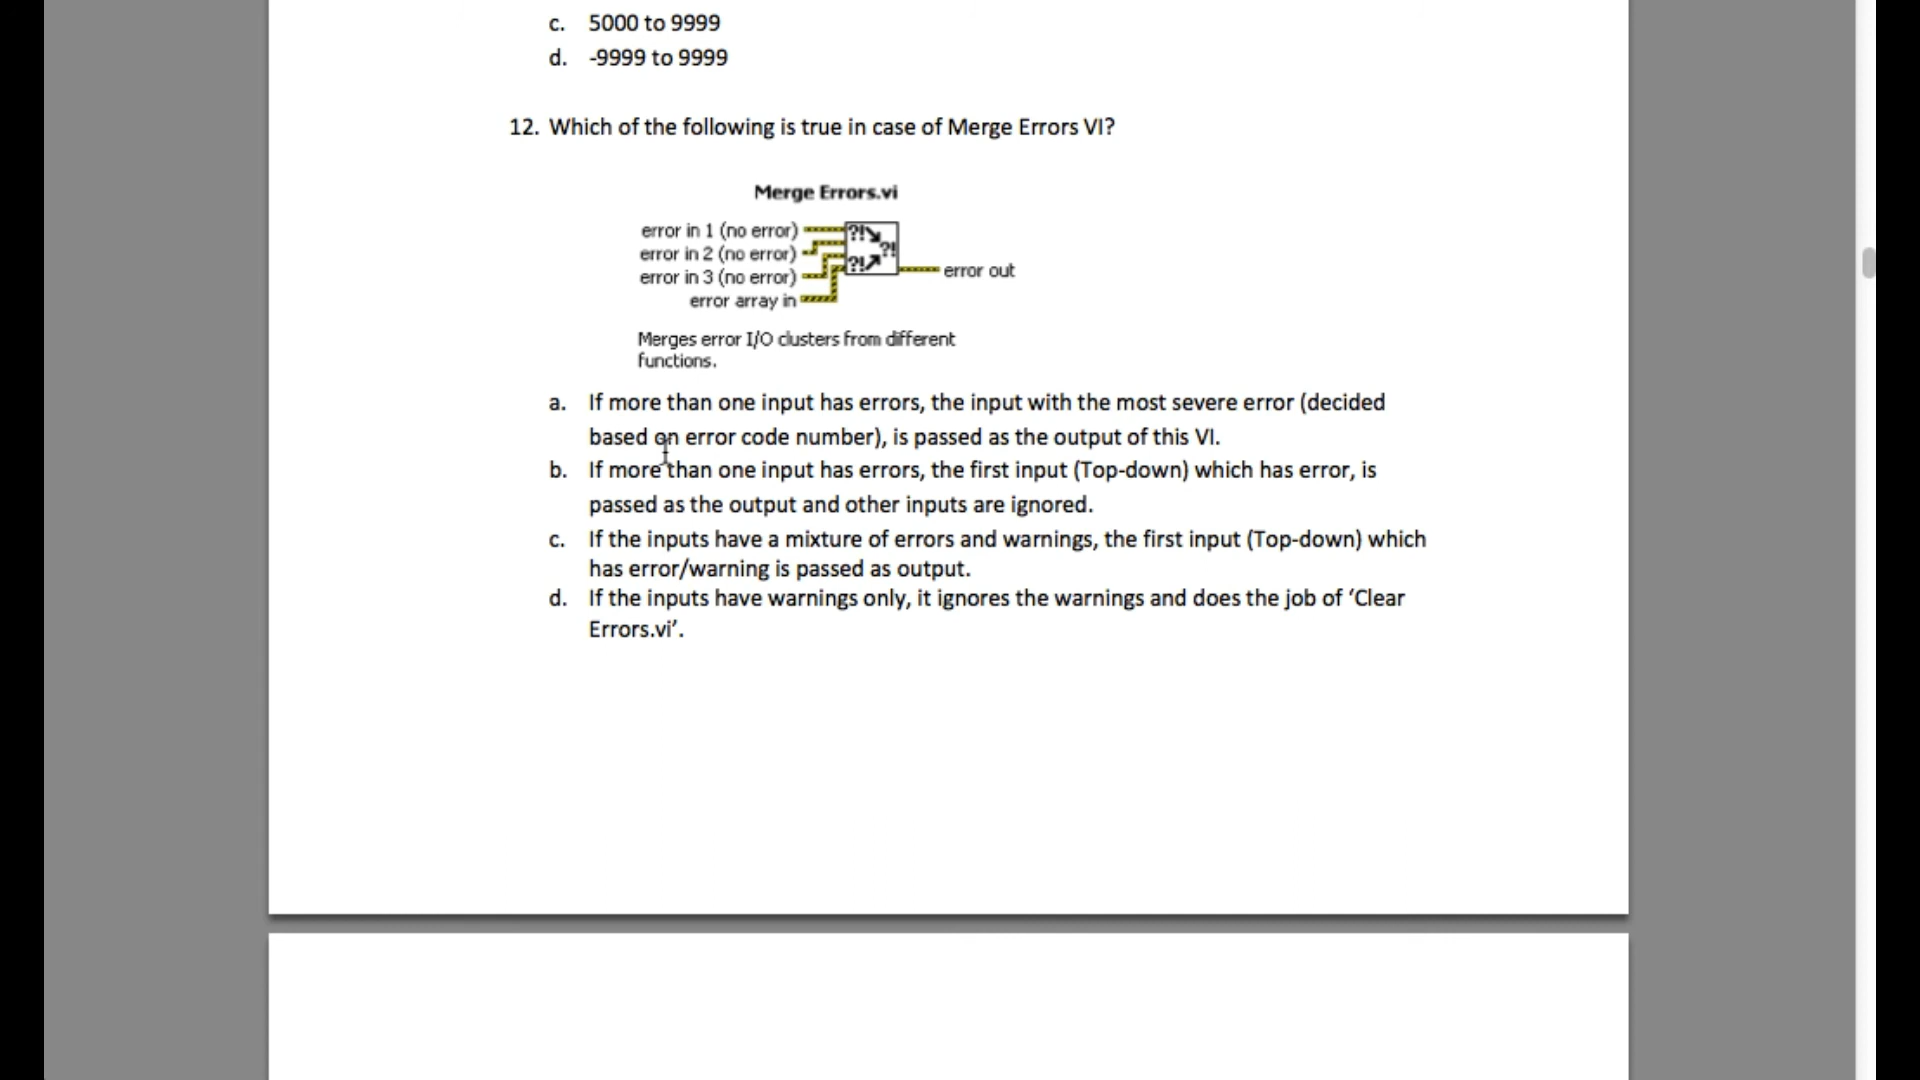 c. 5000 to 9999
d. -9999 to 9999
12. Which of the following is true in case of Merge Errors VI?
Merge Errors.vi
error in 1 (no error)
error in 2 (no error)
error in 3 (no error)
error array in
error out
?!
?!
?!
Merges error I/O clusters from different
functions.
a. If more than one input has errors, the input with the most severe error (decided
based on error code number), is passed as the output of this VI.
b. If more than one input has errors, the first input (Top-down) which has error, is
passed as the output and other inputs are ignored.
c. If the inputs have a mixture of errors and warnings, the first input (Top-down) which
has error/warning is passed as output.
d. If the inputs have warnings only, it ignores the warnings and does the job of ‘Clear
Errors.vi’.